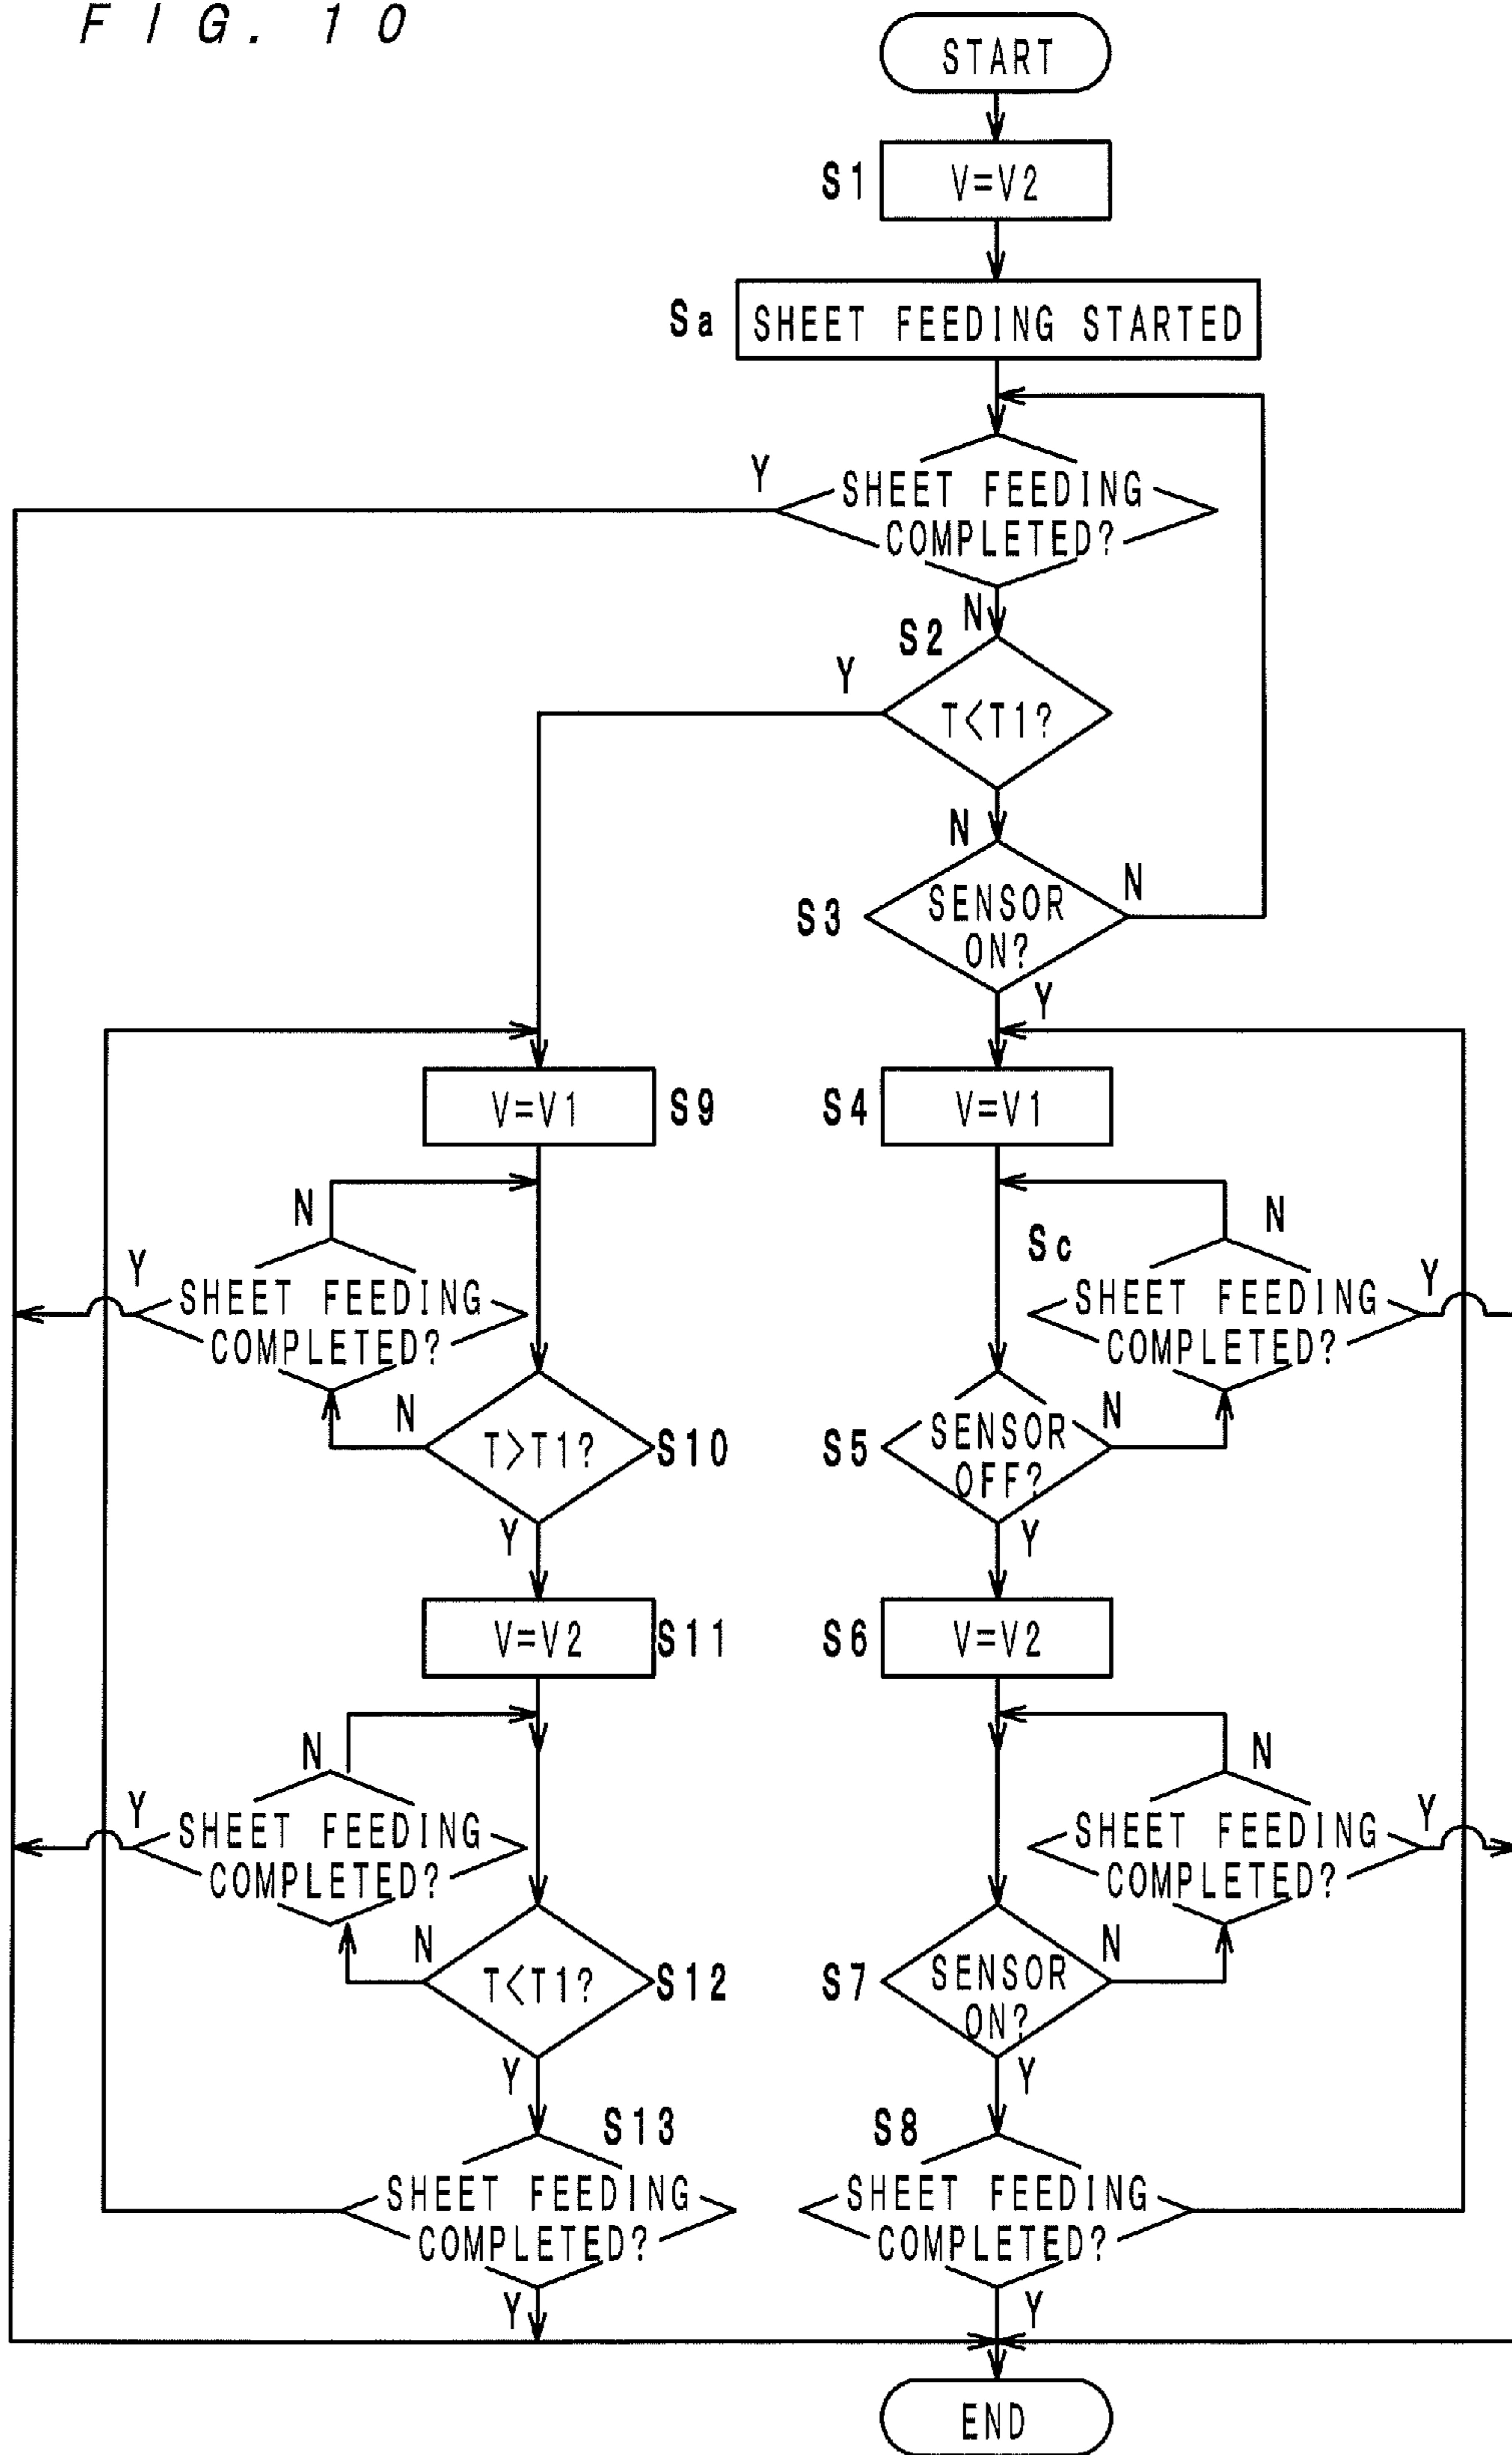 FIG. 10
START
S1
V=V2
Sa
SHEET FEEDING STARTED
Y
SHEET FEEDING
COMPLETED?
N
S2
Y
T<T1?
N
S3
SENSOR
ON?
N
Y
V=V1
S9
S4
V=V1
N
Y
SHEET FEEDING
COMPLETED?
N
T>T1?
S10
Y
Sc
N
Y
SHEET FEEDING
COMPLETED?
S5
SENSOR
OFF?
N
Y
V=V2
S11
S6
V=V2
N
Y
SHEET FEEDING
COMPLETED?
N
T<T1?
S12
Y
N
Y
SHEET FEEDING
COMPLETED?
S7
SENSOR
ON?
N
Y
S13
SHEET FEEDING
COMPLETED?
Y
S8
SHEET FEEDING
COMPLETED?
Y
END